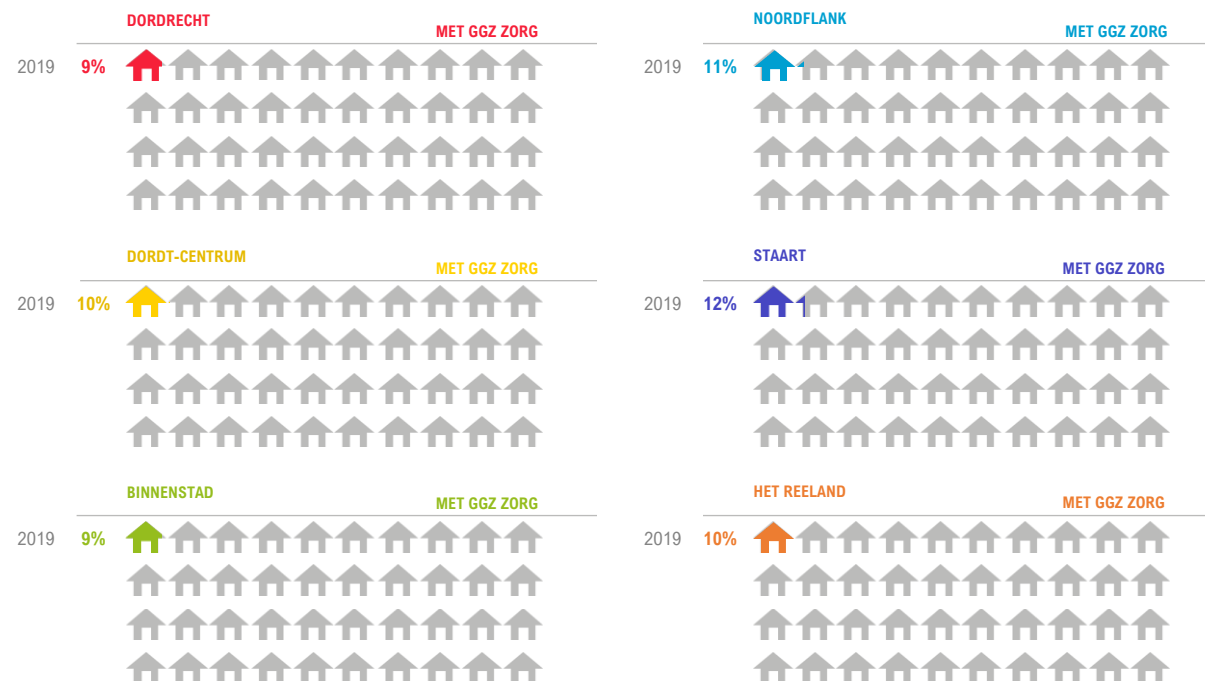 DORDRECHT
MET GGZ ZORG
2019 9%
NOORDFLANK
MET GGZ ZORG
2019 11%
DORDT-CENTRUM
MET GGZ ZORG
2019 10%
STAART
MET GGZ ZORG
2019 12%
BINNENSTAD
MET GGZ ZORG
2019 9%
HET REELAND
MET GGZ ZORG
2019 10%